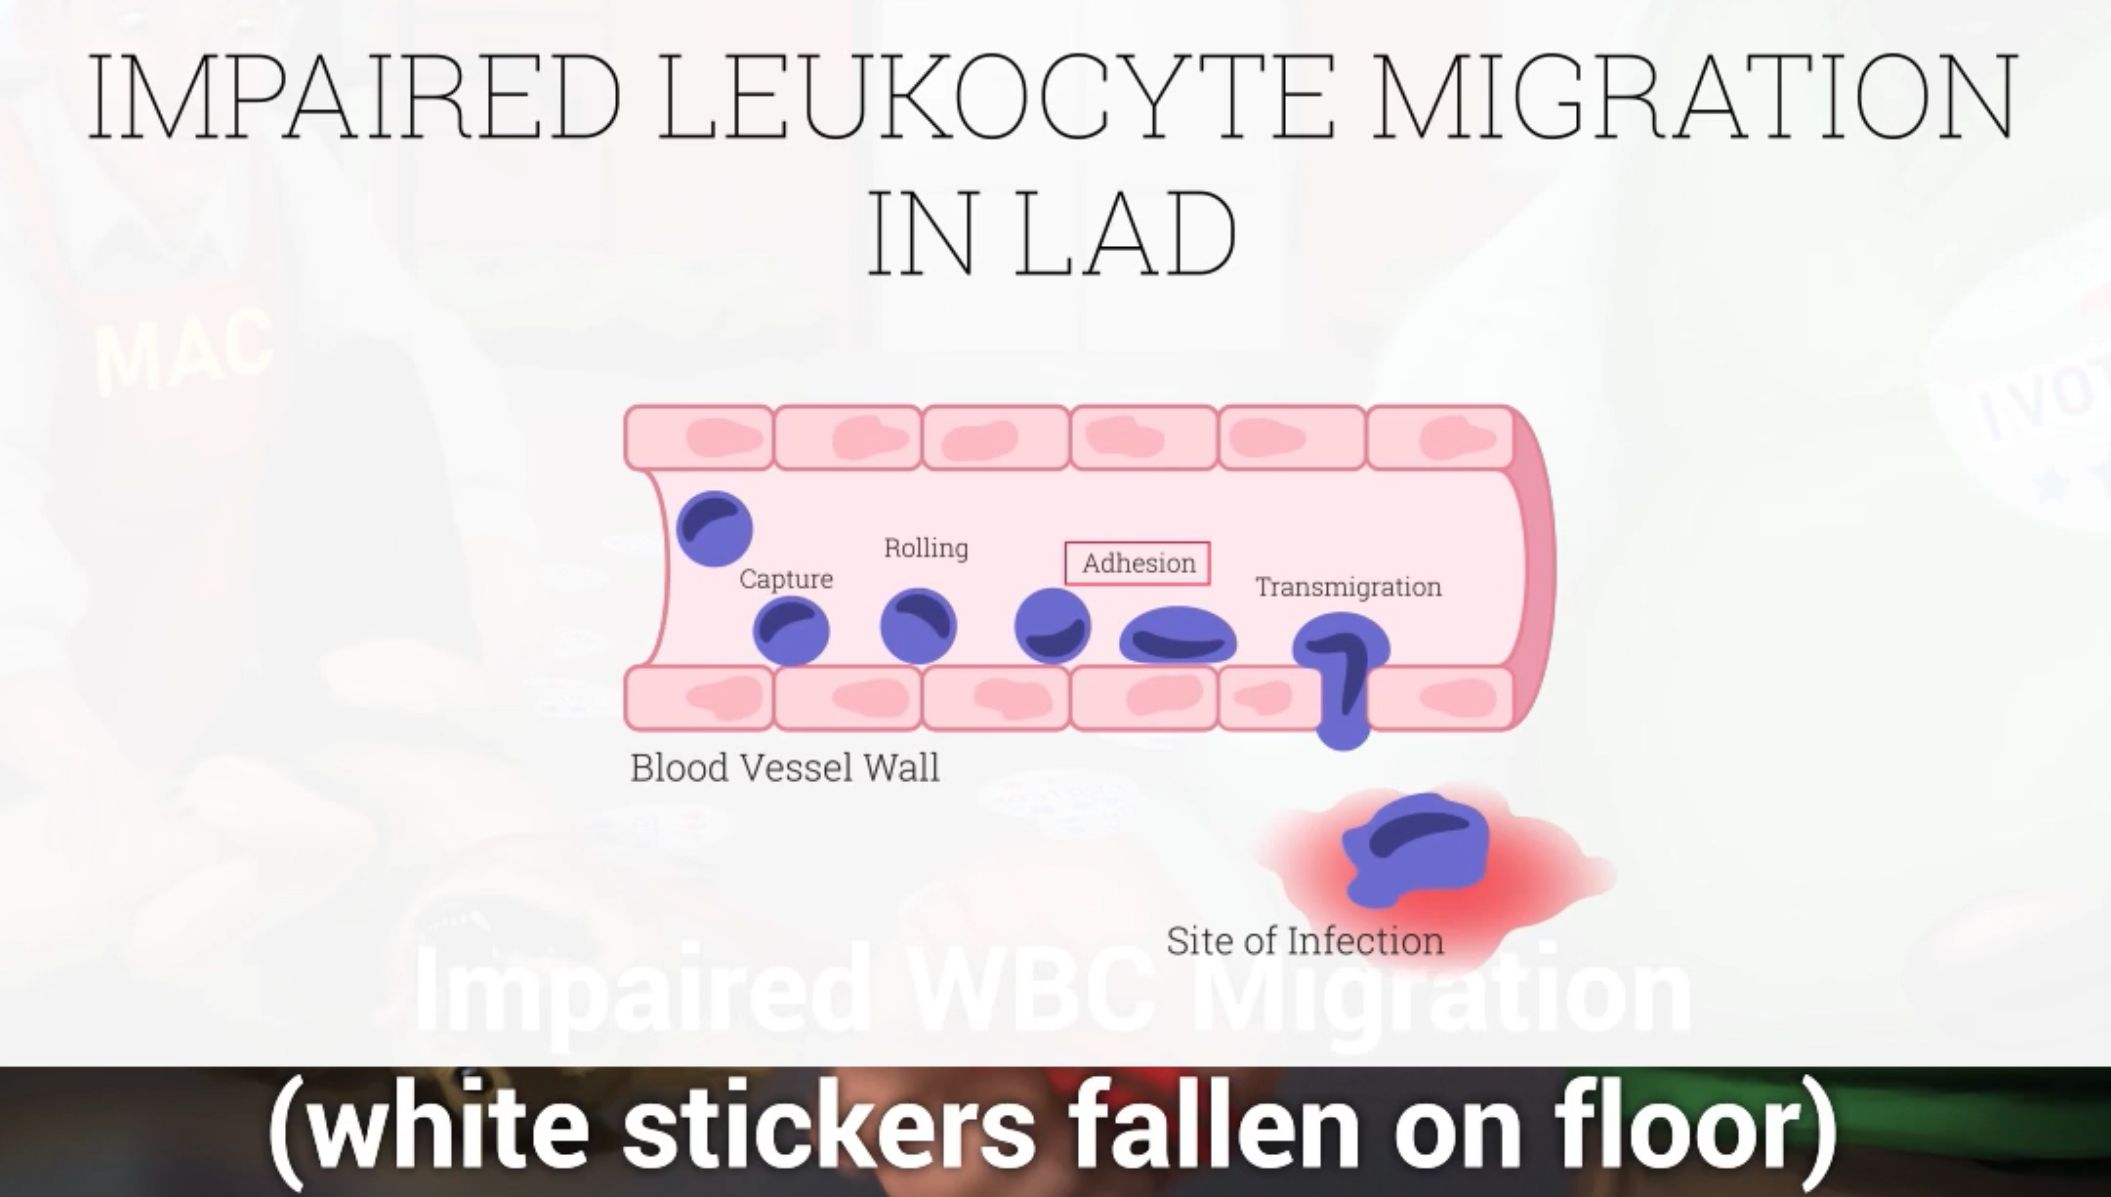 IMPAIRED LEUKOCYTE MIGRATION
IN LAD
MAC
I VOT
Rolling
Adhesion
Capture
Transmigration
Blood Vessel Wall
Site of Infection
Impaired WBC Migration
(white stickers fallen on floor)